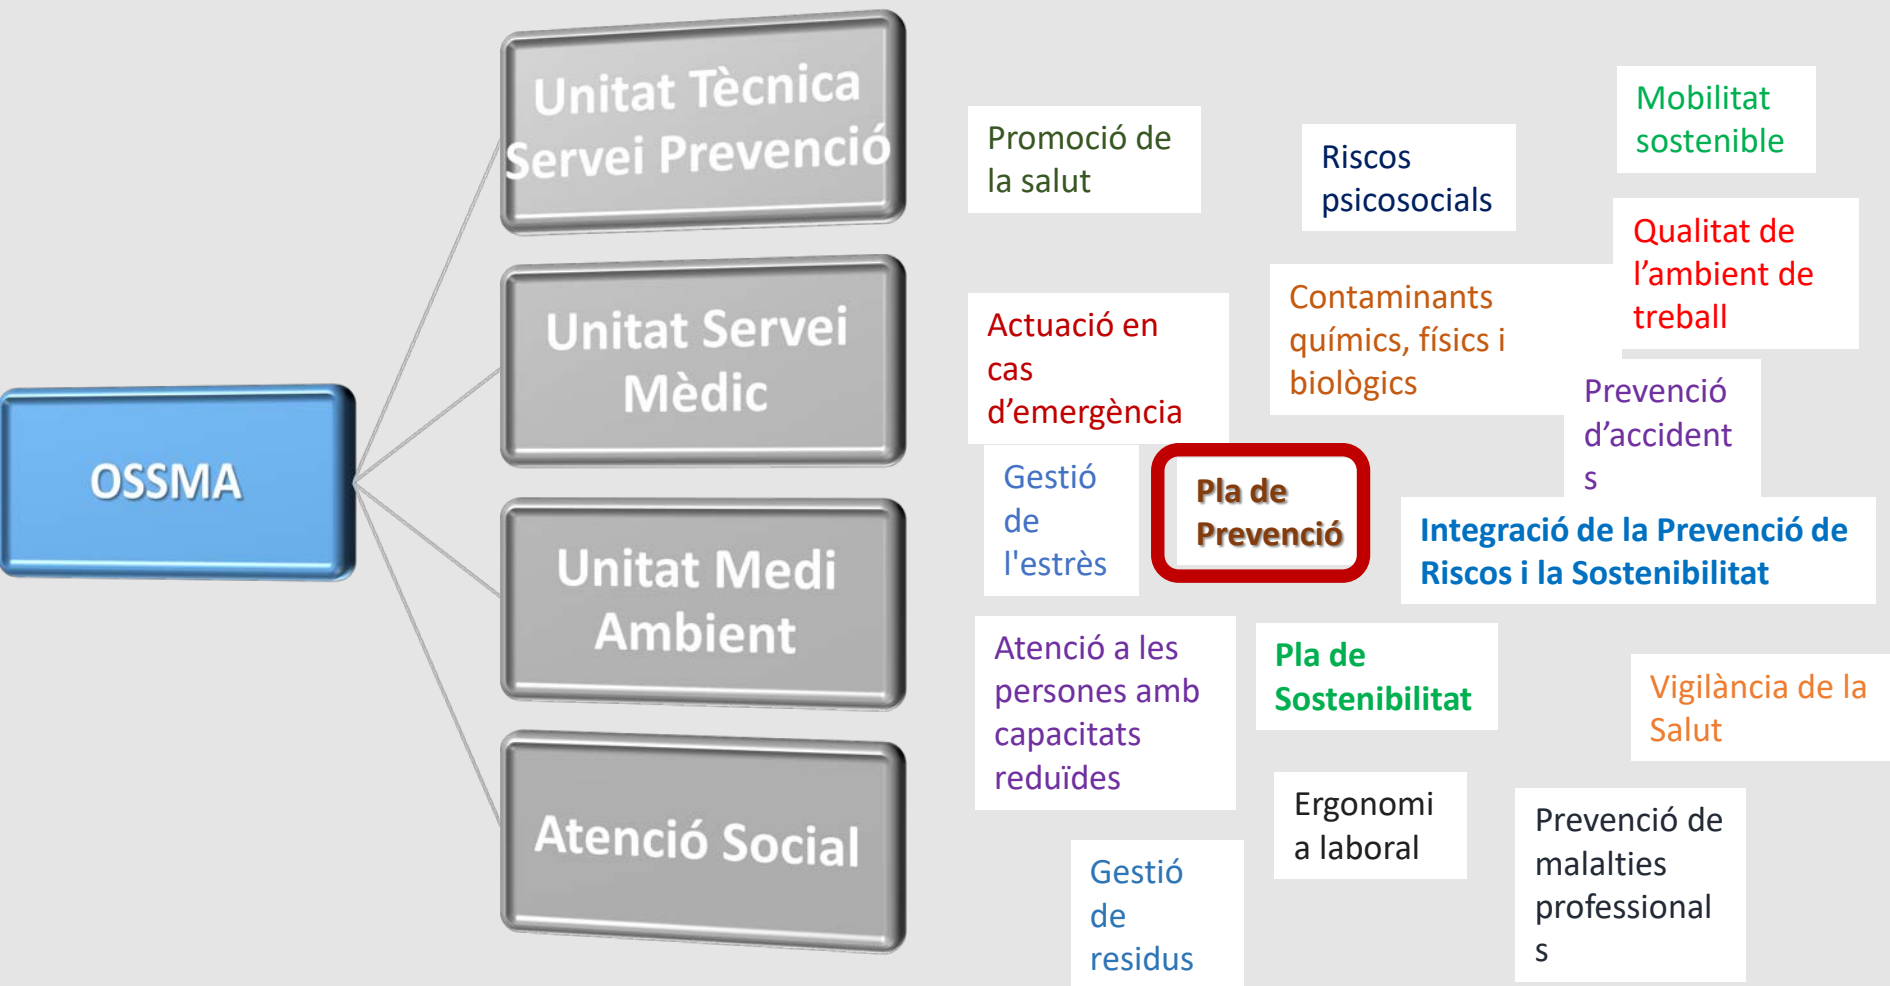 OSSMA
Unitat Tècnica
Servei Prevenció
Unitat Servei
Mèdic
Unitat Medi
Ambient
Atenció Social
Promoció de
la salut
Riscos
psicosocials
Mobilitat
sostenible
Qualitat de
l’ambient de
treball
Actuació en
cas
d’emergència
Contaminants
químics, físics i
biològics
Prevenció
d’accident
s
Gestió
de
l'estrès
Pla de
Prevenció
Integració de la Prevenció de
Riscos i la Sostenibilitat
Atenció a les
persones amb
capacitats
reduïdes
Pla de
Sostenibilitat
Vigilància de la
Salut
Ergonomi
a laboral
Prevenció de
malalties
professional
s
Gestió
de
residus